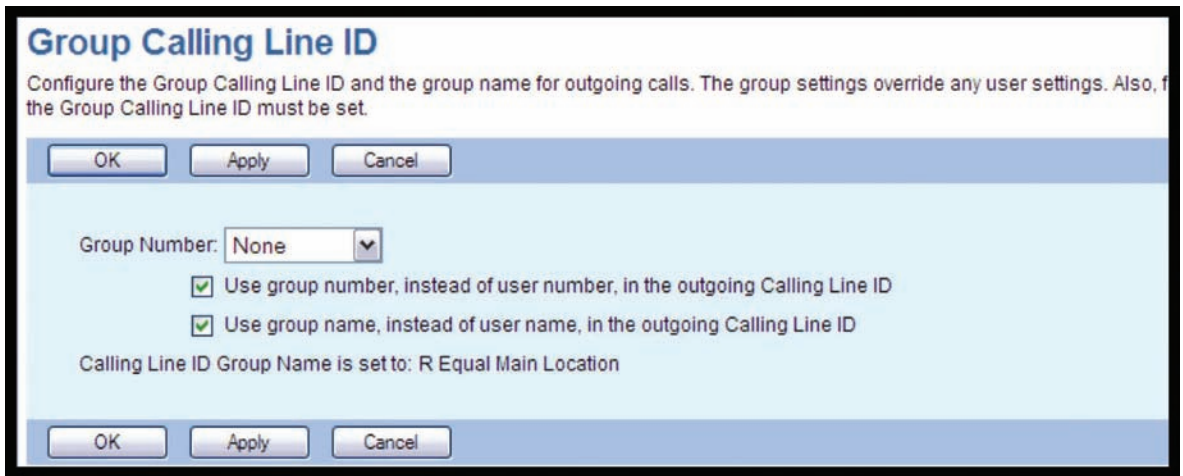 Group Calling Line ID
Configure the Group Calling Line ID and the group name for outgoing calls. The group settings override any user settings. Also,
the Group Calling Line ID must be set.
OK Apply Cancel
Group Number: None
Use group number, instead of user number, in the outgoing Calling Line ID
Use group name, instead of user name, in the outgoing Calling Line ID
Calling Line ID Group Name is set to: R Equal Main Location
OK Apply Cancel